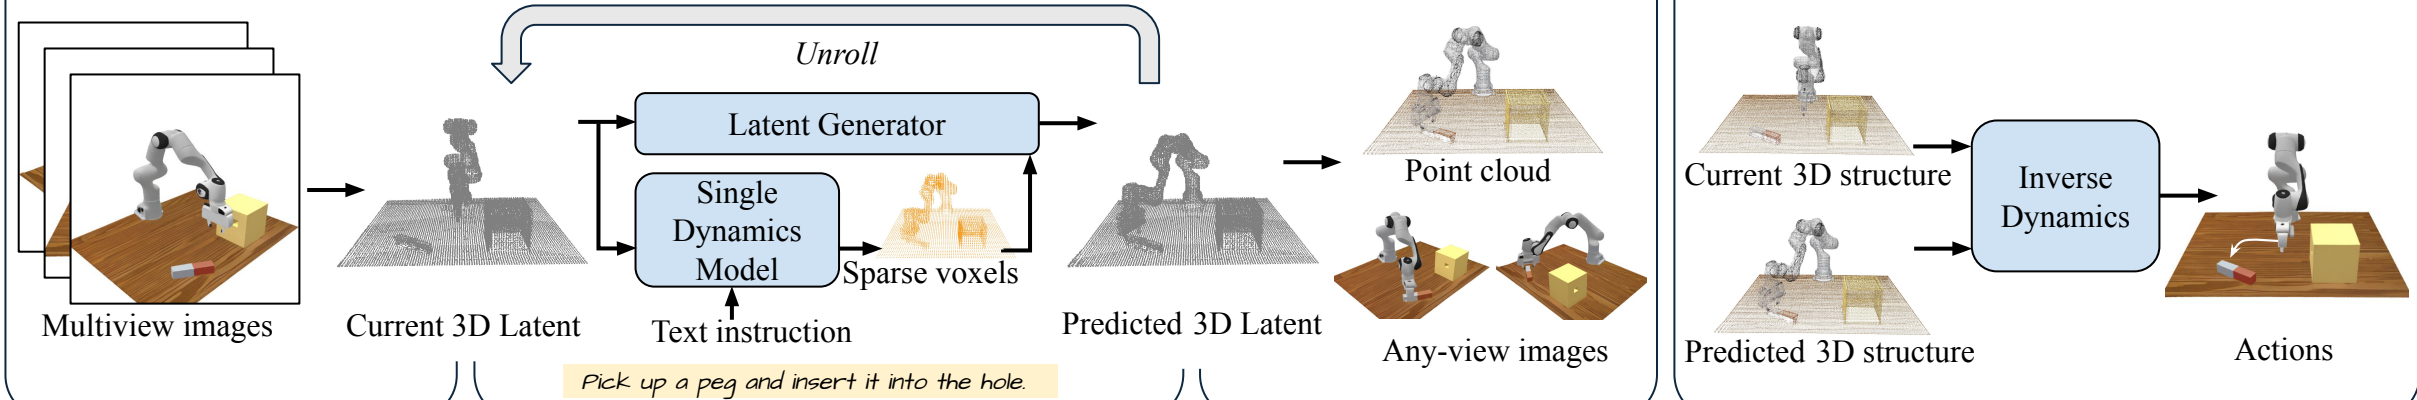 Unroll
Latent Generator
Single
Dynamics
Model
Sparse voxels
Text instruction
Pick up a peg and insert it into the hole.
Multiview images
Current 3D Latent
Predicted 3D Latent
Point cloud
Any-view images
Current 3D structure
Predicted 3D structure
Inverse
Dynamics
Actions